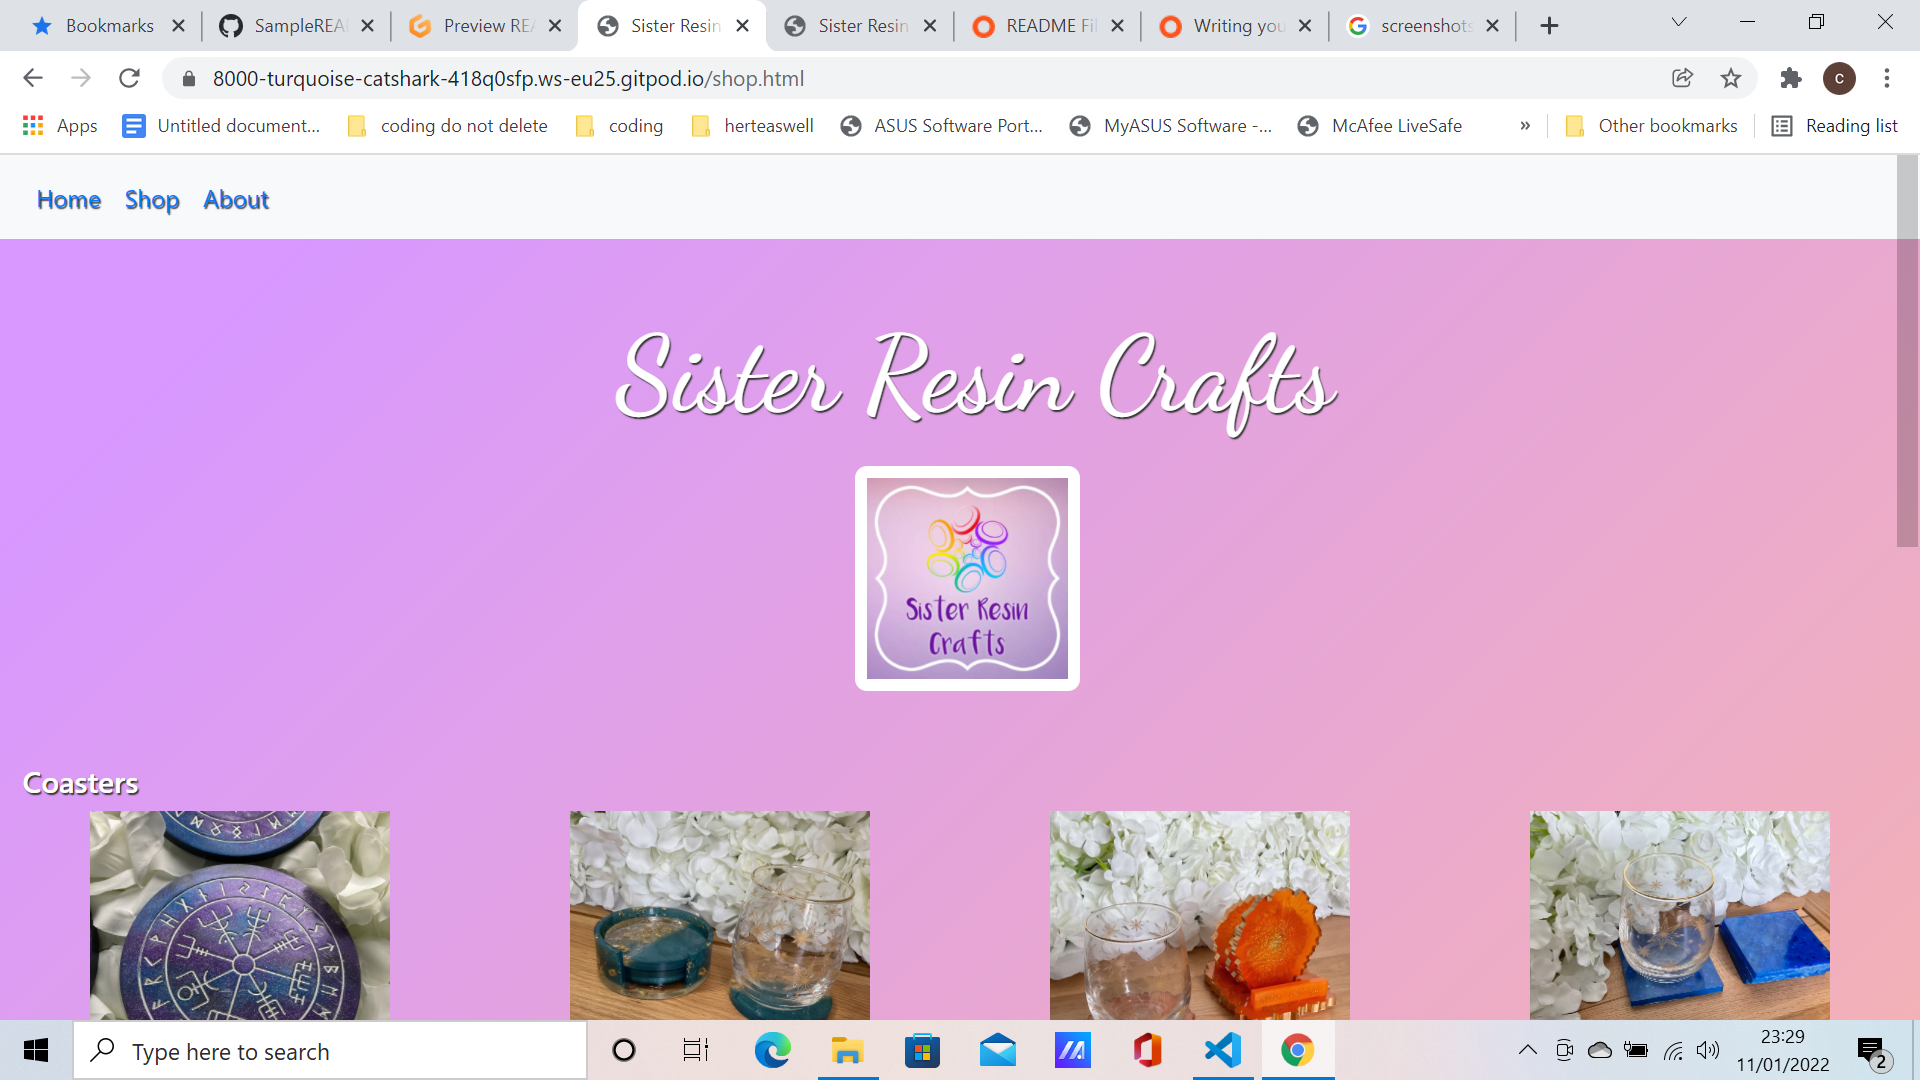 Bookmarks
SampleREA
Preview RE
Sister Resin
Sister Resin
README Fil
Writing you
screenshots
8000-turquoise-catshark-418q0sfp.ws-eu25.gitpod.io/shop.html
C
Apps
Untitled document...
coding do not delete
coding
herteaswell
ASUS Software Port...
MyASUS Software -...
McAfee LiveSafe
»
Other bookmarks
Reading list
Home Shop About
Sister Resin Crafts
Sister Resin
Crafts
Coasters
Type here to search
23:29
11/01/2022
2